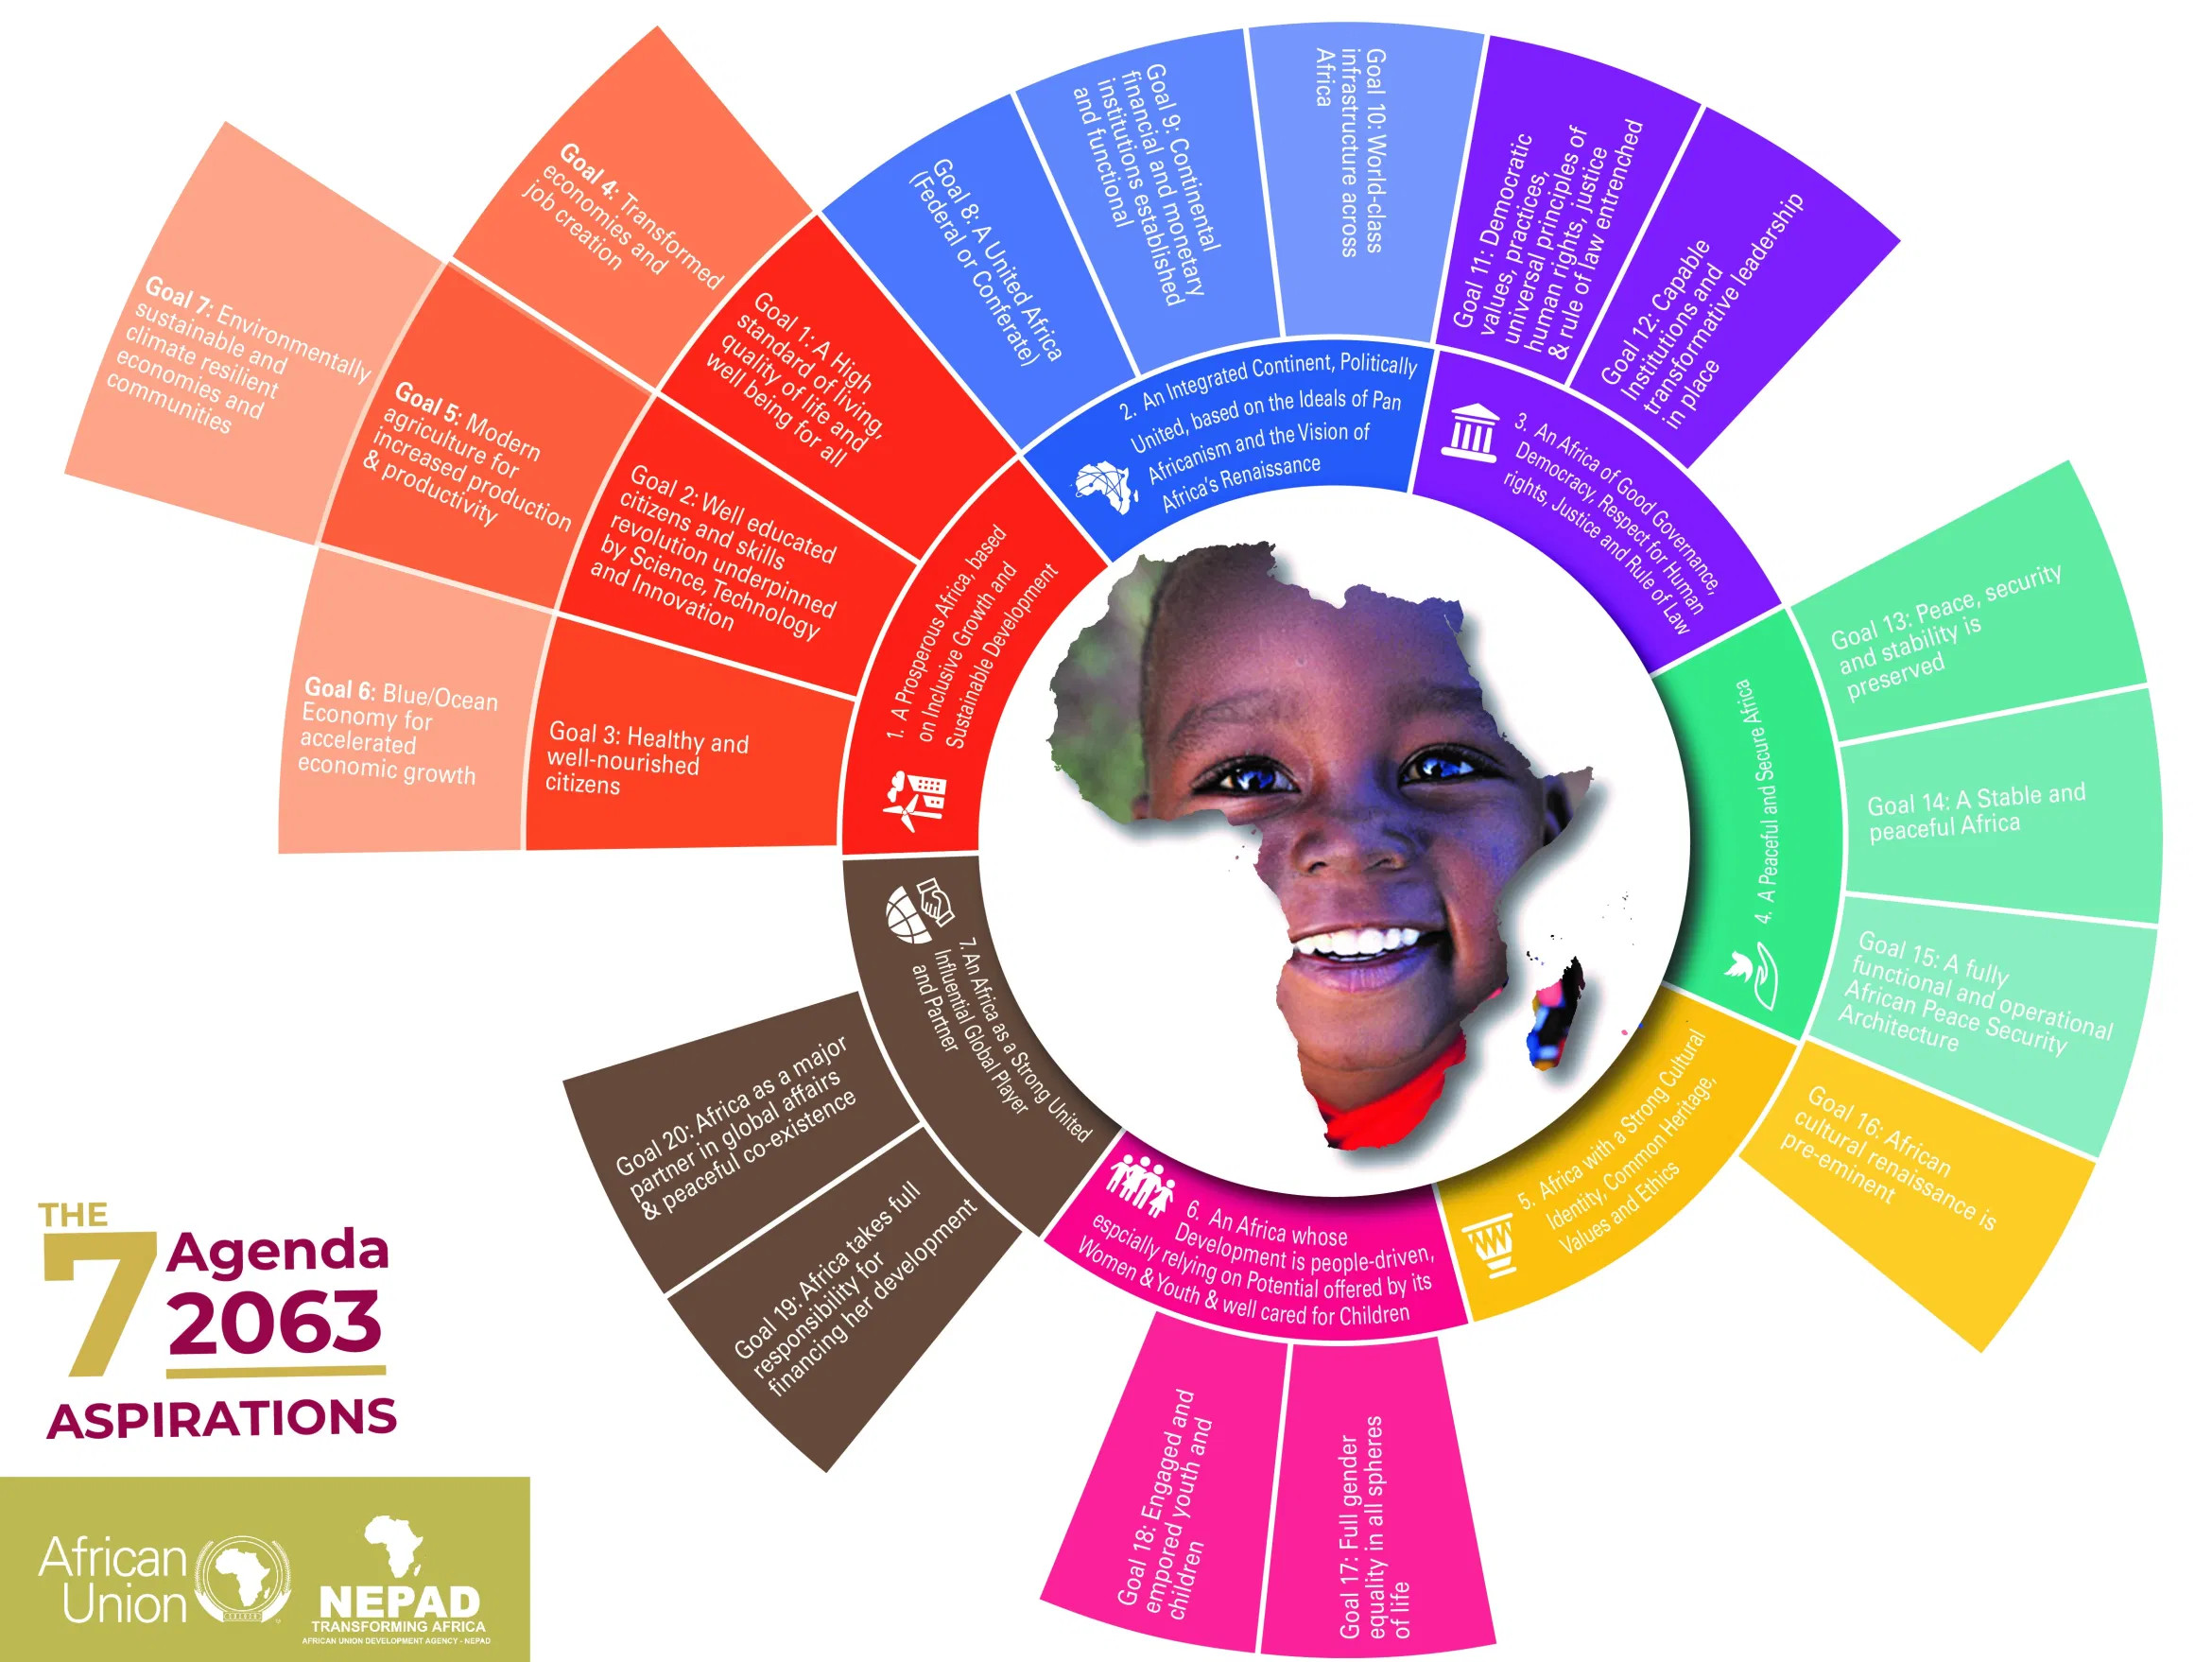 Goal 1: A High
standard of living,
quality of life and
well being for all
Goal 2: Well educated
citizens and skills
revolution underpinned
by Science, Technology
and Innovation
Goal 3: Healthy and
well-nourished
citizens
Goal 4: Transformed
economies and
job creation
Goal 5: Modern
agriculture for
increased production
& productivity
Goal 6: Blue/Ocean
Economy for
accelerated
economic growth
Goal 7: Environmentally
sustainable and
climate resilient
economies and
communities
1. A Prosperous Africa, based
on Inclusive Growth and
Sustainable Development
Goal 8: A United Africa
(Federal or Conferate)
Goal 9: Continental
financial and monetary
institutions established
and functional
Goal 10: World-class
infrastructure across
Africa
2. An Integrated Continent, Politically
United, based on the Ideals of Pan
Africanism and the Vision of
Africa's Renaissance
Goal 11: Democratic
values, practices,
universal principles of
human rights, justice
& rule of law entrenched
Goal 12: Capable
Institutions and
transformative leadership
in place
3. An Africa of Good Governance,
Democracy, Respect for Human
rights, Justice and Rule of Law
Goal 13: Peace, security
and stability is
preserved
Goal 14: A Stable and
peaceful Africa
Goal 15: A fully
functional and operational
African Peace Security
Architecture
4. A Peaceful and Secure Africa
Goal 16: African
cultural renaissance is
pre-eminent
5. Africa with a Strong Cultural
Identity, Common Heritage,
Values and Ethics
6. An Africa whose
Development is people-driven,
espcially relying on Potential offered by its
Women & Youth & well cared for Children
Goal 17: Full gender
equality in all spheres
of life
Goal 18: Engaged and
empored youth and
children
7. An Africa as a Strong United
Influential Global Player
and Partner
Goal 19: Africa takes full
responsibility for
financing her development
Goal 20: Africa as a major
partner in global affairs
& peaceful co-existence
THE
7 Agenda
2063
ASPIRATIONS
African
Union
NEPAD
TRANSFORMING AFRICA
AFRICAN UNION DEVELOPMENT AGENCY - NEPAD